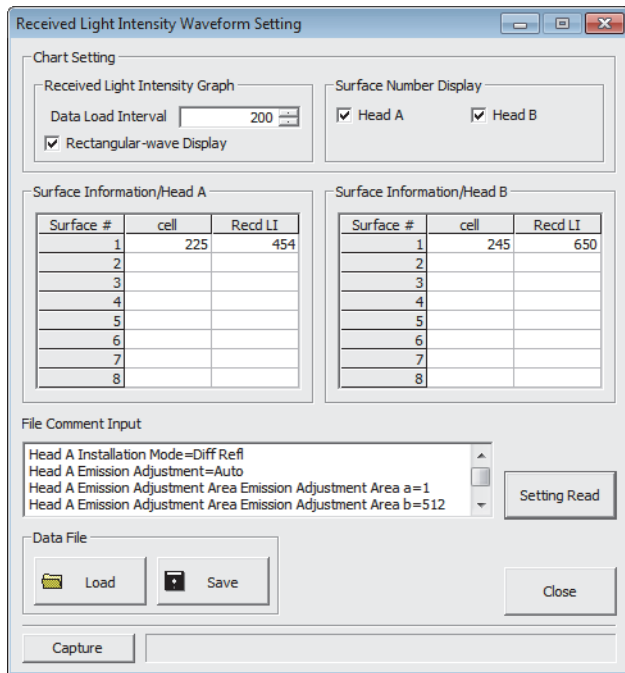 Received Light Intensity Waveform Setting
Chart Setting
Received Light Intensity Graph
Data Load Interval 200
Rectangular-wave Display
Surface Number Display
Head A Head B
Surface Information/Head A
Surface # cell Recd LI
1 225 454
2
3
4
5
6
7
8
Surface Information/Head B
Surface # cell Recd LI
1 245 650
2
3
4
5
6
7
8
File Comment Input
Head A Installation Mode=Diff Refl
Head A Emission Adjustment=Auto
Head A Emission Adjustment Area Emission Adjustment Area a=1
Head A Emission Adjustment Area Emission Adjustment Area b=512
Setting Read
Data File
Load Save
Close
Capture